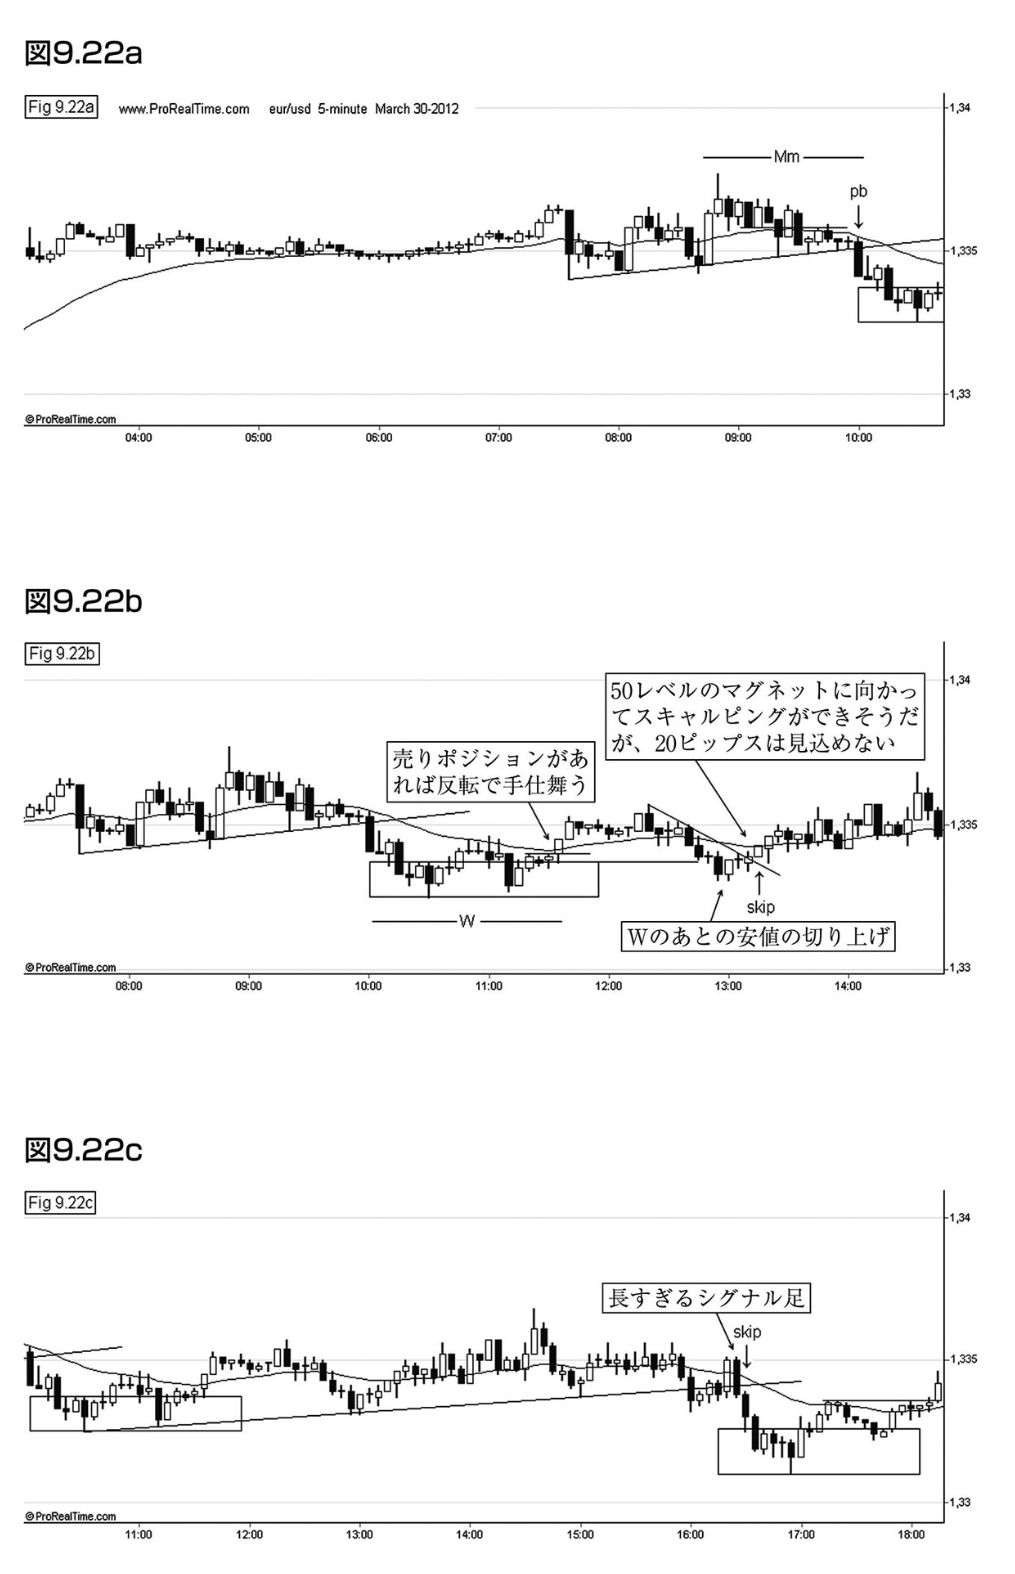 図9.22a
Fig 9.22a www.ProRealTime.com eur/usd 5-minute March 30-2012
1,34
Mm
pb
1,335
1,33
©ProRealTime.com
04:00 05:00 06:00 07:00 08:00 09:00 10:00
図9.22b
Fig 9.22b
1,34
50レベルのマグネットに向かっ
てスキャルピングができそうだ
が、20ピップスは見込めない
売りポジションがあ
れば反転で手仕舞う
1,335
skip
W
Wのあとの安値の切り上げ
1,33
©ProRealTime.com
08:00 09:00 10:00 11:00 12:00 13:00 14:00
図9.22c
Fig 9.22c
1,34
長すぎるシグナル足
skip
1,335
1,33
©ProRealTime.com
11:00 12:00 13:00 14:00 15:00 16:00 17:00 18:00